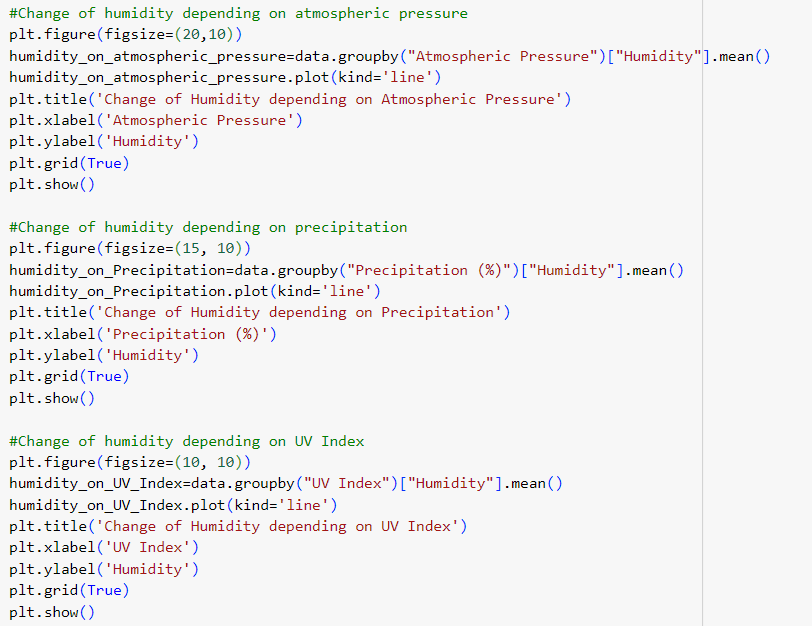 #Change of humidity depending on atmospheric pressure
plt.figure(figsize=(20,10))
humidity_on_atmospheric_pressure=data.groupby("Atmospheric Pressure")["Humidity"].mean()
humidity_on_atmospheric_pressure.plot(kind='line')
plt.title('Change of Humidity depending on Atmospheric Pressure')
plt.xlabel('Atmospheric Pressure')
plt.ylabel('Humidity')
plt.grid(True)
plt.show()

#Change of humidity depending on precipitation
plt.figure(figsize=(15, 10))
humidity_on_Precipitation=data.groupby("Precipitation (%)")["Humidity"].mean()
humidity_on_Precipitation.plot(kind='line')
plt.title('Change of Humidity depending on Precipitation')
plt.xlabel('Precipitation (%)')
plt.ylabel('Humidity')
plt.grid(True)
plt.show()

#Change of humidity depending on UV Index
plt.figure(figsize=(10, 10))
humidity_on_UV_Index=data.groupby("UV Index")["Humidity"].mean()
humidity_on_UV_Index.plot(kind='line')
plt.title('Change of Humidity depending on UV Index')
plt.xlabel('UV Index')
plt.ylabel('Humidity')
plt.grid(True)
plt.show()